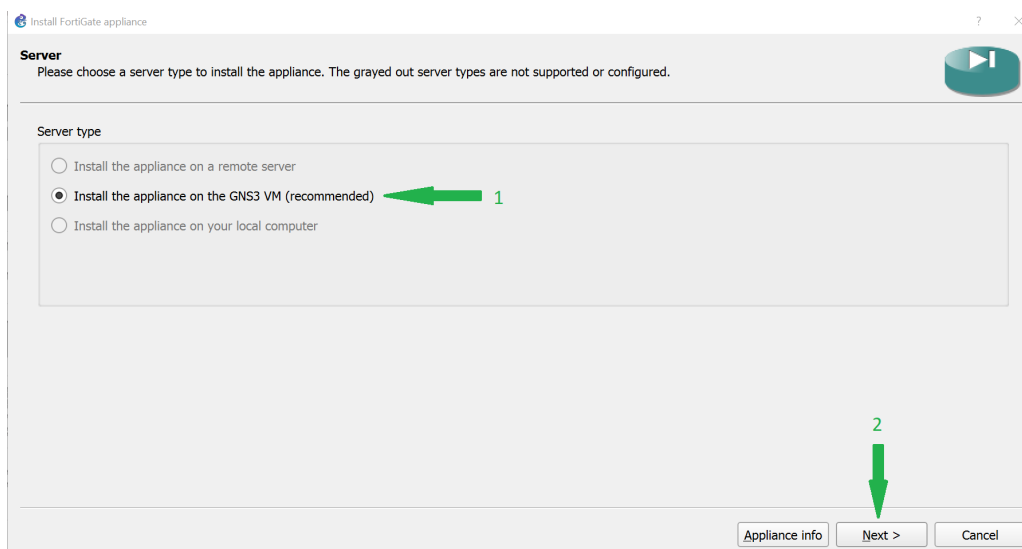 Install FortiGate appliance
?
Server
Please choose a server type to install the appliance. The grayed out server types are not supported or configured.
Server type
Install the appliance on a remote server
Install the appliance on the GNS3 VM (recommended)
1
Install the appliance on your local computer
2
Appliance info
Next >
Cancel